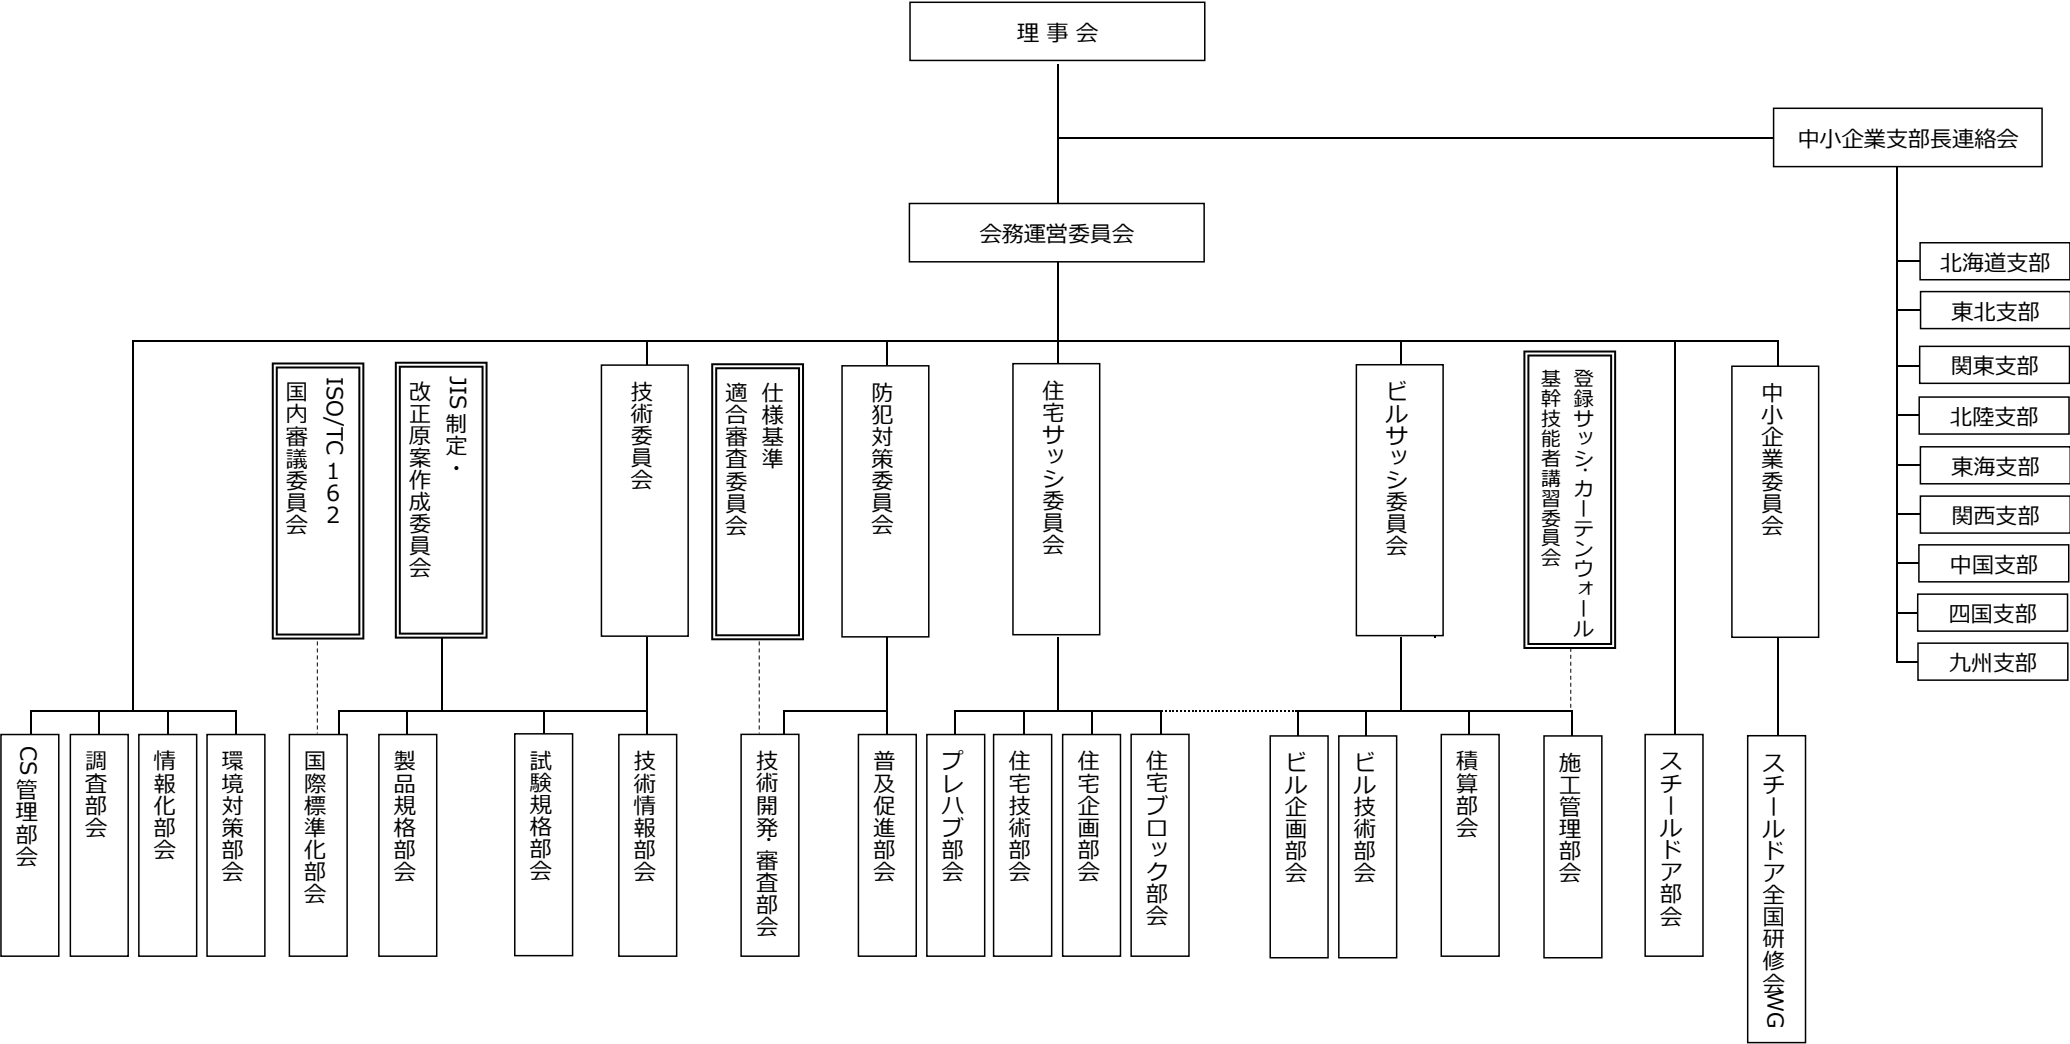 理 事 会
中小企業支部長連絡会
会務運営委員会
北海道支部
東北支部
関東支部
北陸支部
東海支部
関西支部
中国支部
四国支部
九州支部
ISO/TC１６２
国内審議委員会
JIS制定・
改正原案作成委員会
技術委員会
仕様基準
適合審査委員会
防犯対策委員会
住宅サッシ委員会
ビルサッシ委員会
登録サッシ・カーテンウォール
基幹技能者講習委員会
中小企業委員会
CS管理部会
調査部会
情報化部会
環境対策部会
国際標準化部会
製品規格部会
試験規格部会
技術情報部会
技術開発・審査部会
普及促進部会
プレハブ部会
住宅技術部会
住宅企画部会
住宅ブロック部会
ビル企画部会
ビル技術部会
積算部会
施工管理部会
スチールドア部会
スチールドア全国研修会WG